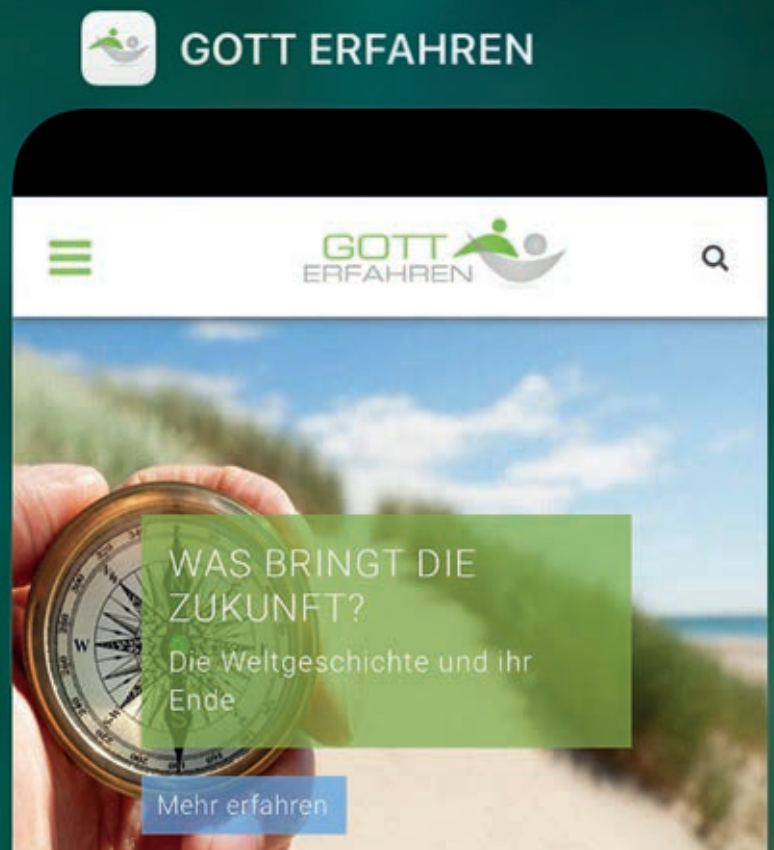 GOTT ERFAHREN
GOTT
ERFAHREN
WAS BRINGT DIE
ZUKUNFT?
Die Weltgeschichte und ihr
Ende
W
S
Mehr erfahren